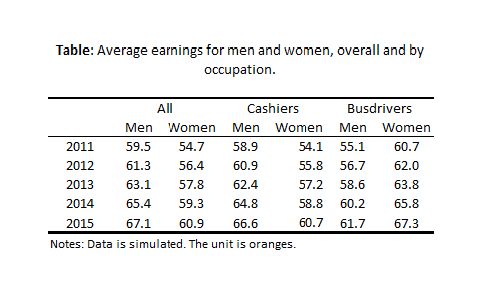 Table: Average earnings for men and women, overall and by
occupation.
All Cashiers Busdrivers
Men Women Men Women Men Women
2011 59.5 54.7 58.9 54.1 55.1 60.7
2012 61.3 56.4 60.9 55.8 56.7 62.0
2013 63.1 57.8 62.4 57.2 58.6 63.8
2014 65.4 59.3 64.8 58.8 60.2 65.8
2015 67.1 60.9 66.6 60.7 61.7 67.3
Notes: Data is simulated. The unit is oranges.